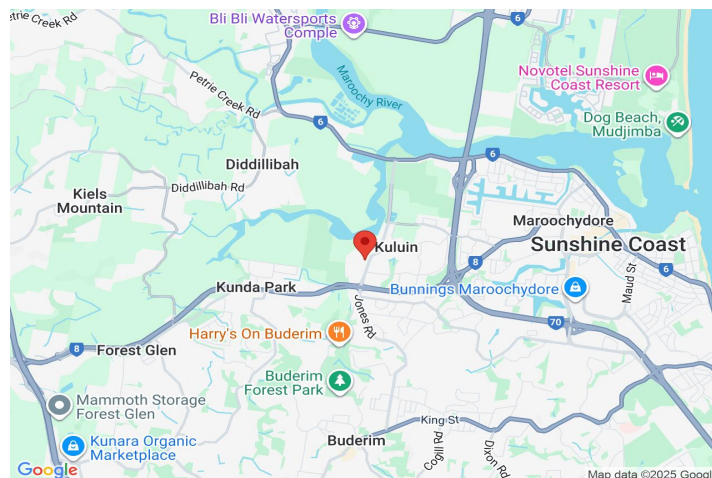 etrie Creek Rd
Bli Bli Watersports
Comple
6
Petrie Creek Rd
Maroochy River
Novotel Sunshine
Coast Resort
Dog Beach,
Mudjimba
6
6
Diddillibah
Diddillibah Rd
Kiels
Mountain
Maroochydore
Sunshine Coast
Kuluin
8
6
Maud St
Kunda Park
Bunnings Maroochydore
Jones Rd
70
Harry's On Buderim
8
Forest Glen
Buderim
Forest Park
Mammoth Storage
Forest Glen
King St
Kunara Organic
Marketplace
Buderim
Cogill Rd
Dixon Rd
Google
Map data ©2025 Googl